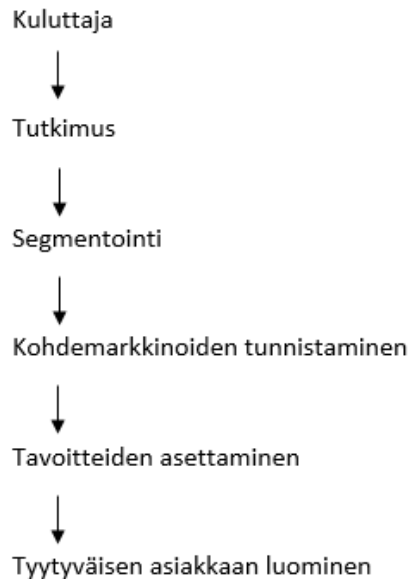 Kuluttaja
Tutkimus
Segmentointi
Kohdemarkkinoiden tunnistaminen
Tavoitteiden asettaminen
Tyytyväisen asiakkaan luominen